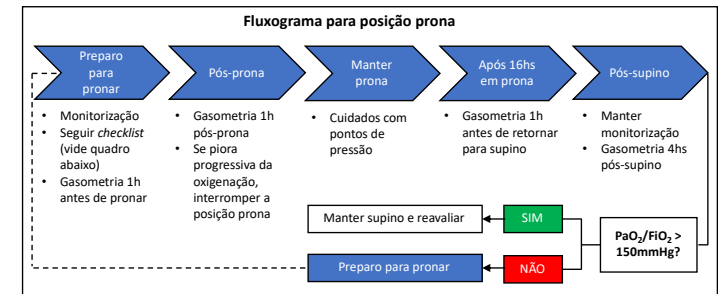 Fluxograma para posição prona
Preparo
para
pronar
Pós-prona
Manter
prona
Após 16hs
em prona
Pós-supino
• Monitorização
• Seguir checklist
(vide quadro
abaixo)
• Gasometria 1h
antes de pronar
• Gasometria 1h
pós-prona
• Se piora
progressiva da
oxigenação,
interromper a
posição prona
• Cuidados com
pontos de
pressão
• Gasometria 1h
antes de retornar
para supino
• Manter
monitorização
• Gasometria 4hs
pós-supino
Manter supino e reavaliar
SIM
PaO₂/FiO₂ >
150mmHg?
Preparo para pronar
NÃO